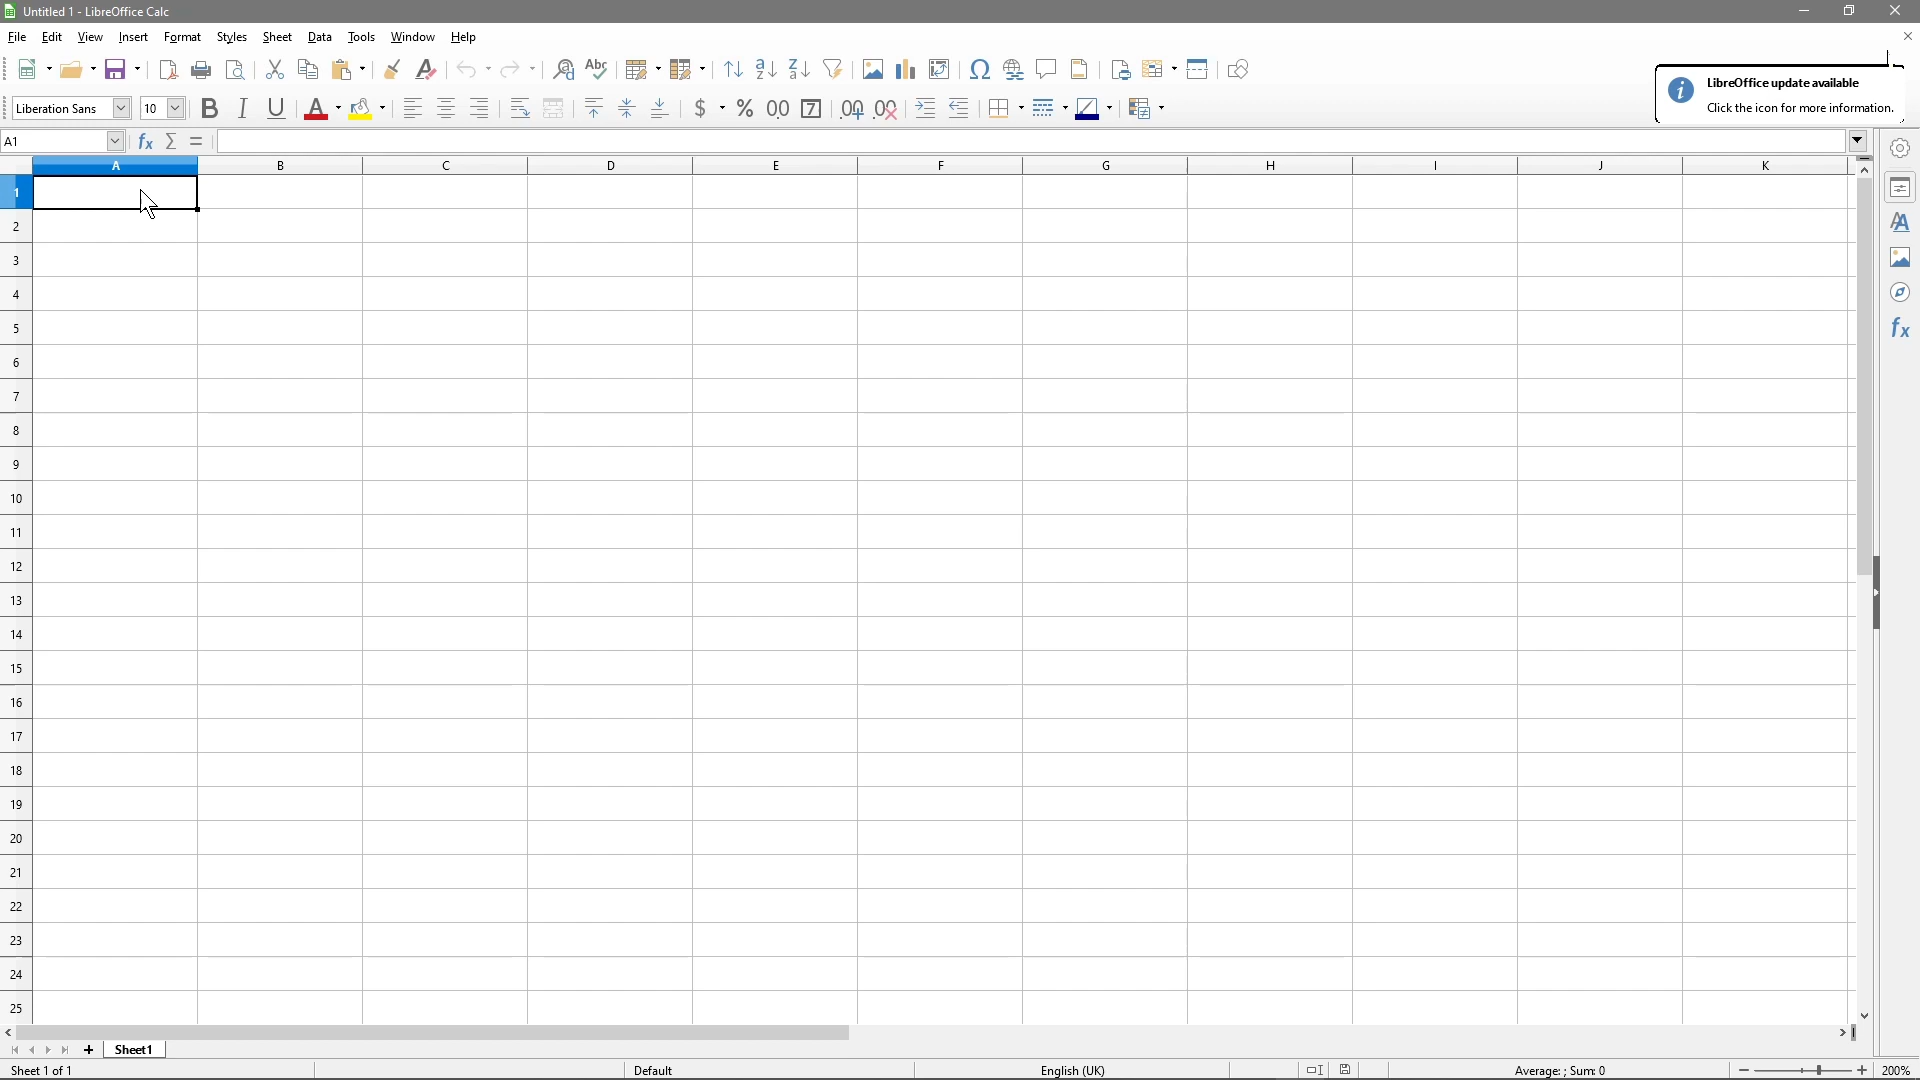 Untitled 1 - LibreOffice Calc
File Edit View Insert Format Styles Sheet Data Tools Window Help
LibreOffice update available
Click the icon for more information.
Liberation Sans 10
A1
A B C D E F G H I J K
1
2
3
4
5
6
7
8
9
10
11
12
13
14
15
16
17
18
19
20
21
22
23
24
25
Sheet1
Sheet 1 of 1 Default English (UK) Average: ; Sum: 0 200%